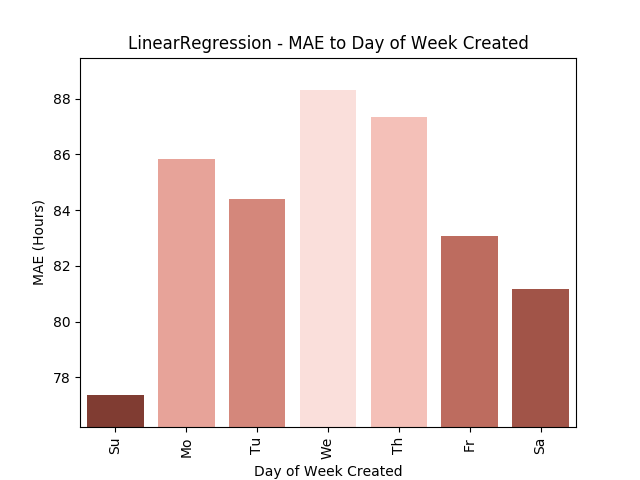 LinearRegression - MAE to Day of Week Created
88
86
84
82
80
78
MAE (Hours)
Su
Mo
Tu
We
Th
Fr
Sa
Day of Week Created